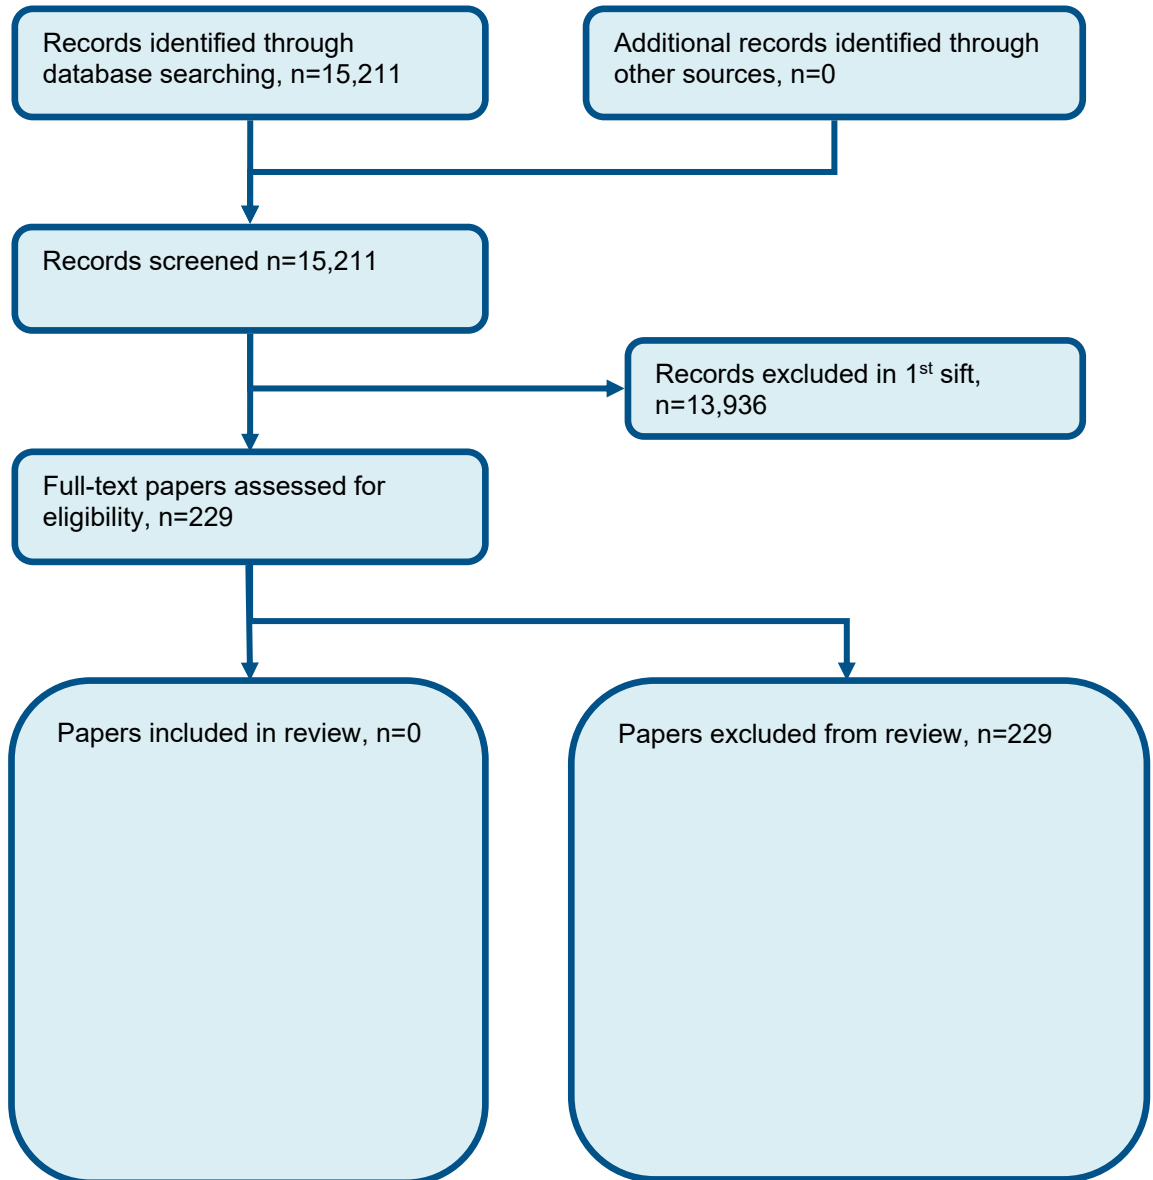 Records identified through
database searching, n=15,211
Additional records identified through
other sources, n=0
Records screened n=15,211
Records excluded in 1st sift,
n=13,936
Full-text papers assessed for
eligibility, n=229
Papers included in review, n=0
Papers excluded from review, n=229